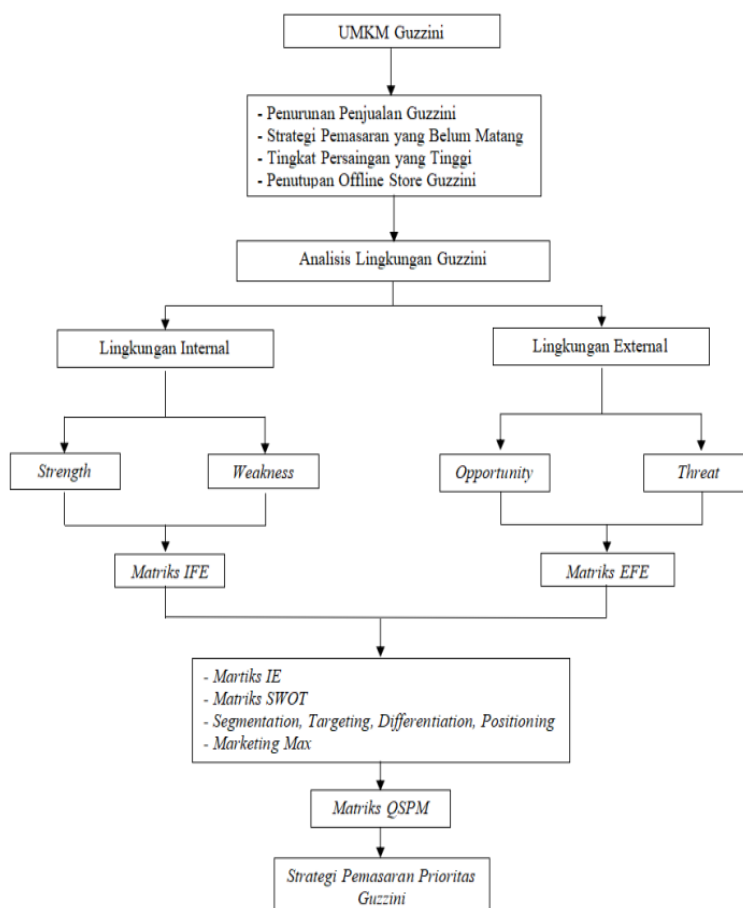 UMKM Guzzini
- Penurunan Penjualan Guzzini
- Strategi Pemasaran yang Belum Matang
- Tingkat Persaingan yang Tinggi
- Penutupan Offline Store Guzzini
Analisis Lingkungan Guzzini
Lingkungan Internal
Lingkungan External
Strength
Weakness
Opportunity
Threat
Matriks IFE
Matriks EFE
- Martiks IE
- Matriks SWOT
- Segmentation, Targeting, Differentiation, Positioning
- Marketing Max
Matriks QSPM
Strategi Pemasaran Prioritas
Guzzini